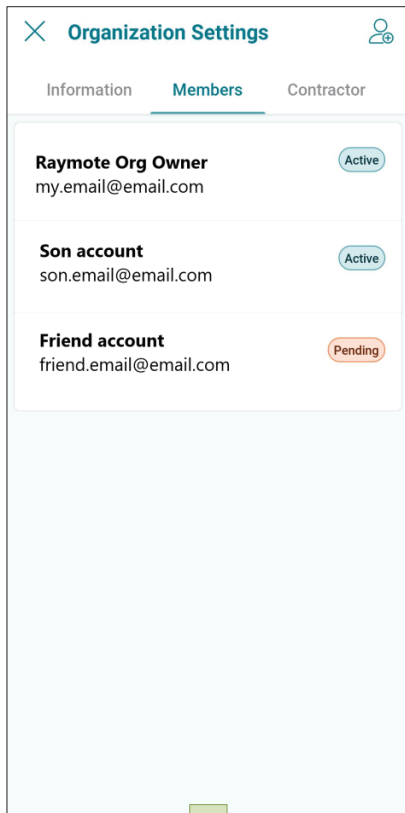 Organization Settings
Information Members Contractor
Raymote Org Owner Active
my.email@email.com
Son account Active
son.email@email.com
Friend account Pending
friend.email@email.com